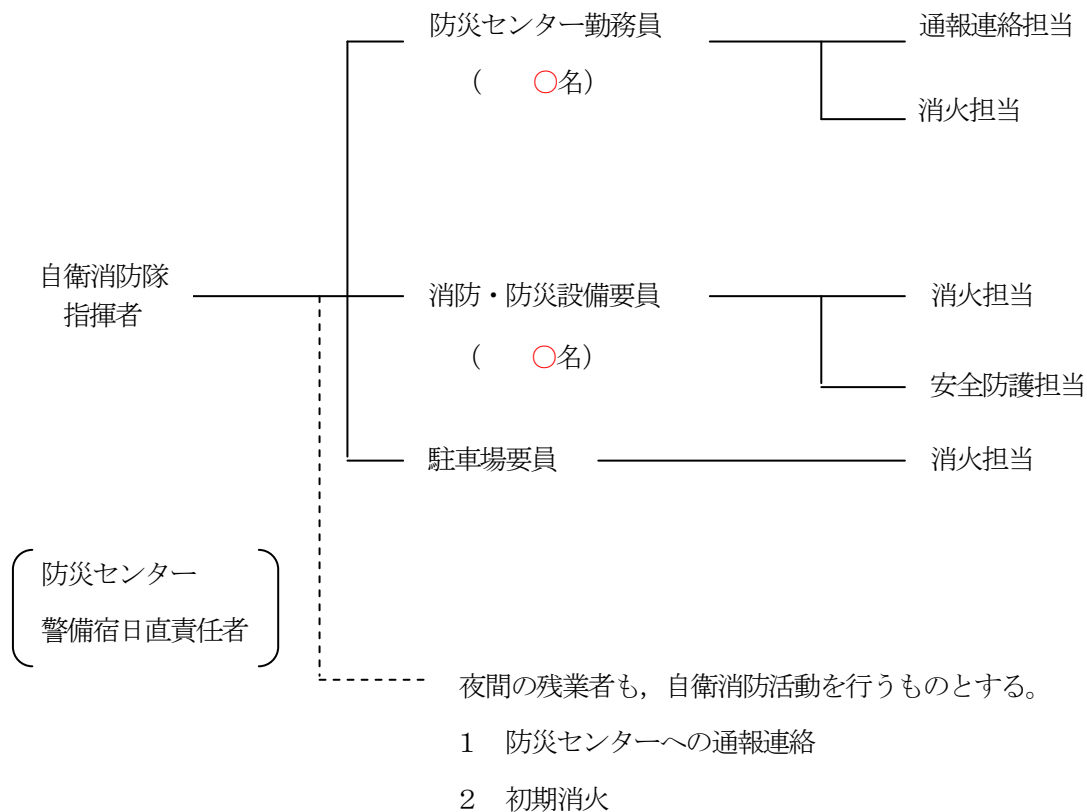 防災センター勤務員
(　　○名)
通報連絡担当
消火担当
自衛消防隊
指揮者
消防・防災設備要員
(　　○名)
消火担当
安全防護担当
駐車場要員
消火担当
防災センター
警備宿日直責任者
夜間の残業者も，自衛消防活動を行うものとする。
１　防災センターへの通報連絡
２　初期消火